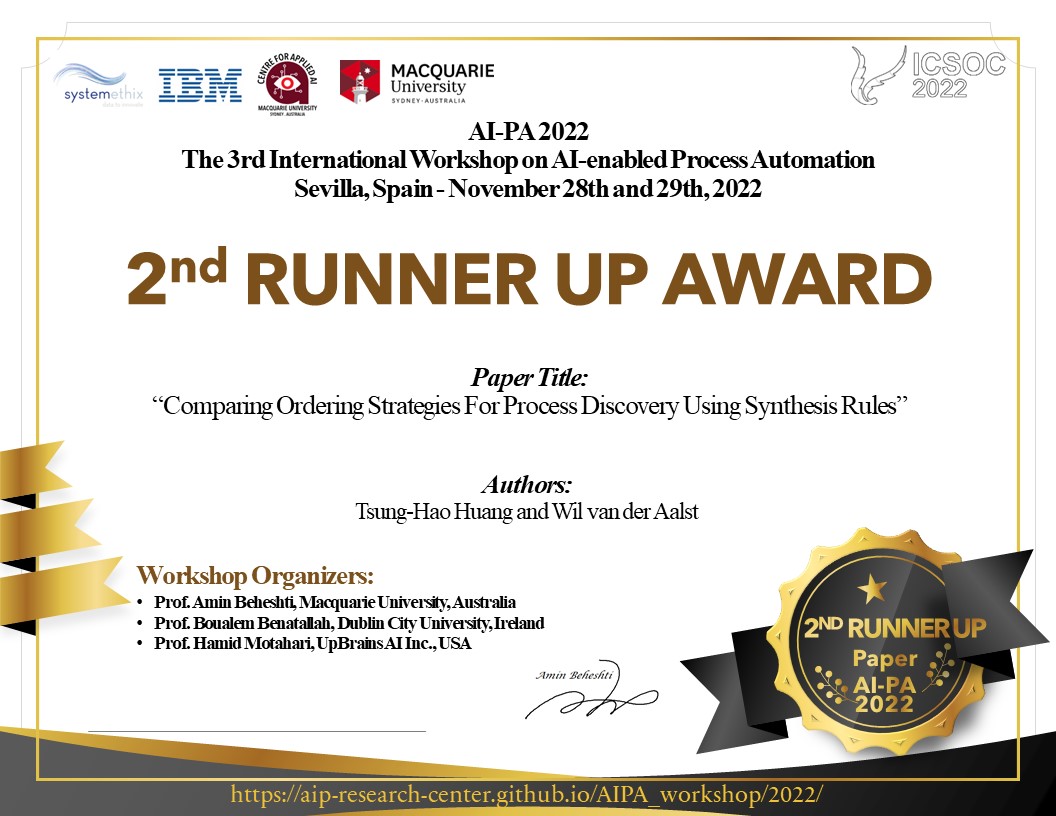 systemethix
data to innovate
IBM
CENTRE FOR APPLIED AI
MACQUARIE UNIVERSITY
SYDNEY, AUSTRALIA
MACQUARIE
University
SYDNEY·AUSTRALIA
ICSOC
2022
AI-PA 2022
The 3rd International Workshop on AI-enabled Process Automation
Sevilla, Spain - November 28th and 29th, 2022
2nd RUNNER UP AWARD
Paper Title:
“Comparing Ordering Strategies For Process Discovery Using Synthesis Rules”
Authors:
Tsung-Hao Huang and Wil van der Aalst
Workshop Organizers:
• Prof. Amin Beheshti, Macquarie University, Australia
• Prof. Boualem Benatallah, Dublin City University, Ireland
• Prof. Hamid Motahari, UpBrains AI Inc., USA
Amin Beheshti
2ND RUNNER UP
Paper
AI-PA
2022
https://aip-research-center.github.io/AIPA_workshop/2022/